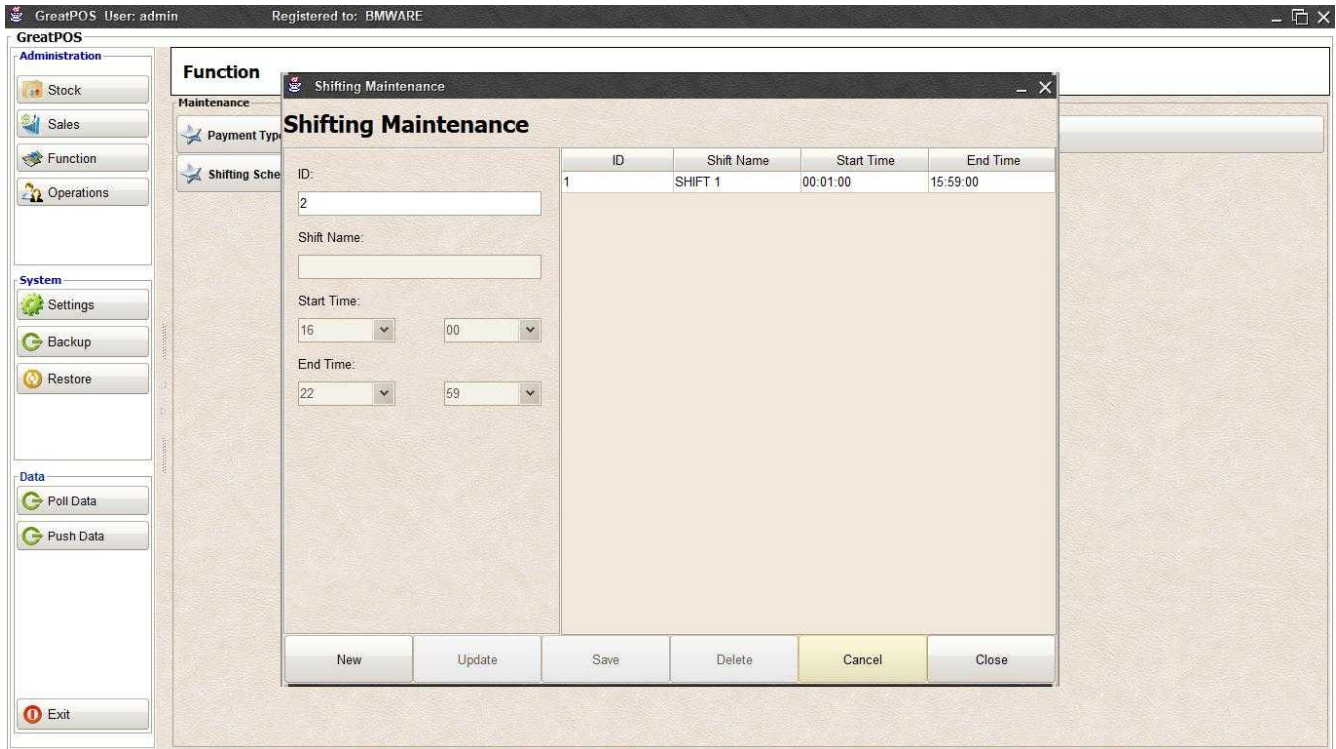 GreatPOS User: admin Registered to: BMWARE
GreatPOS
Administration
Stock
Sales
Function
Operations
System
Settings
Backup
Restore
Data
Poll Data
Push Data
Exit
Function
Maintenance
Payment Typ
Shifting Sche
Shifting Maintenance
Shifting Maintenance
ID:
2
Shift Name:
Start Time:
16 00
End Time:
22 59
ID Shift Name Start Time End Time
1 SHIFT 1 00:01:00 15:59:00
New Update Save Delete Cancel Close